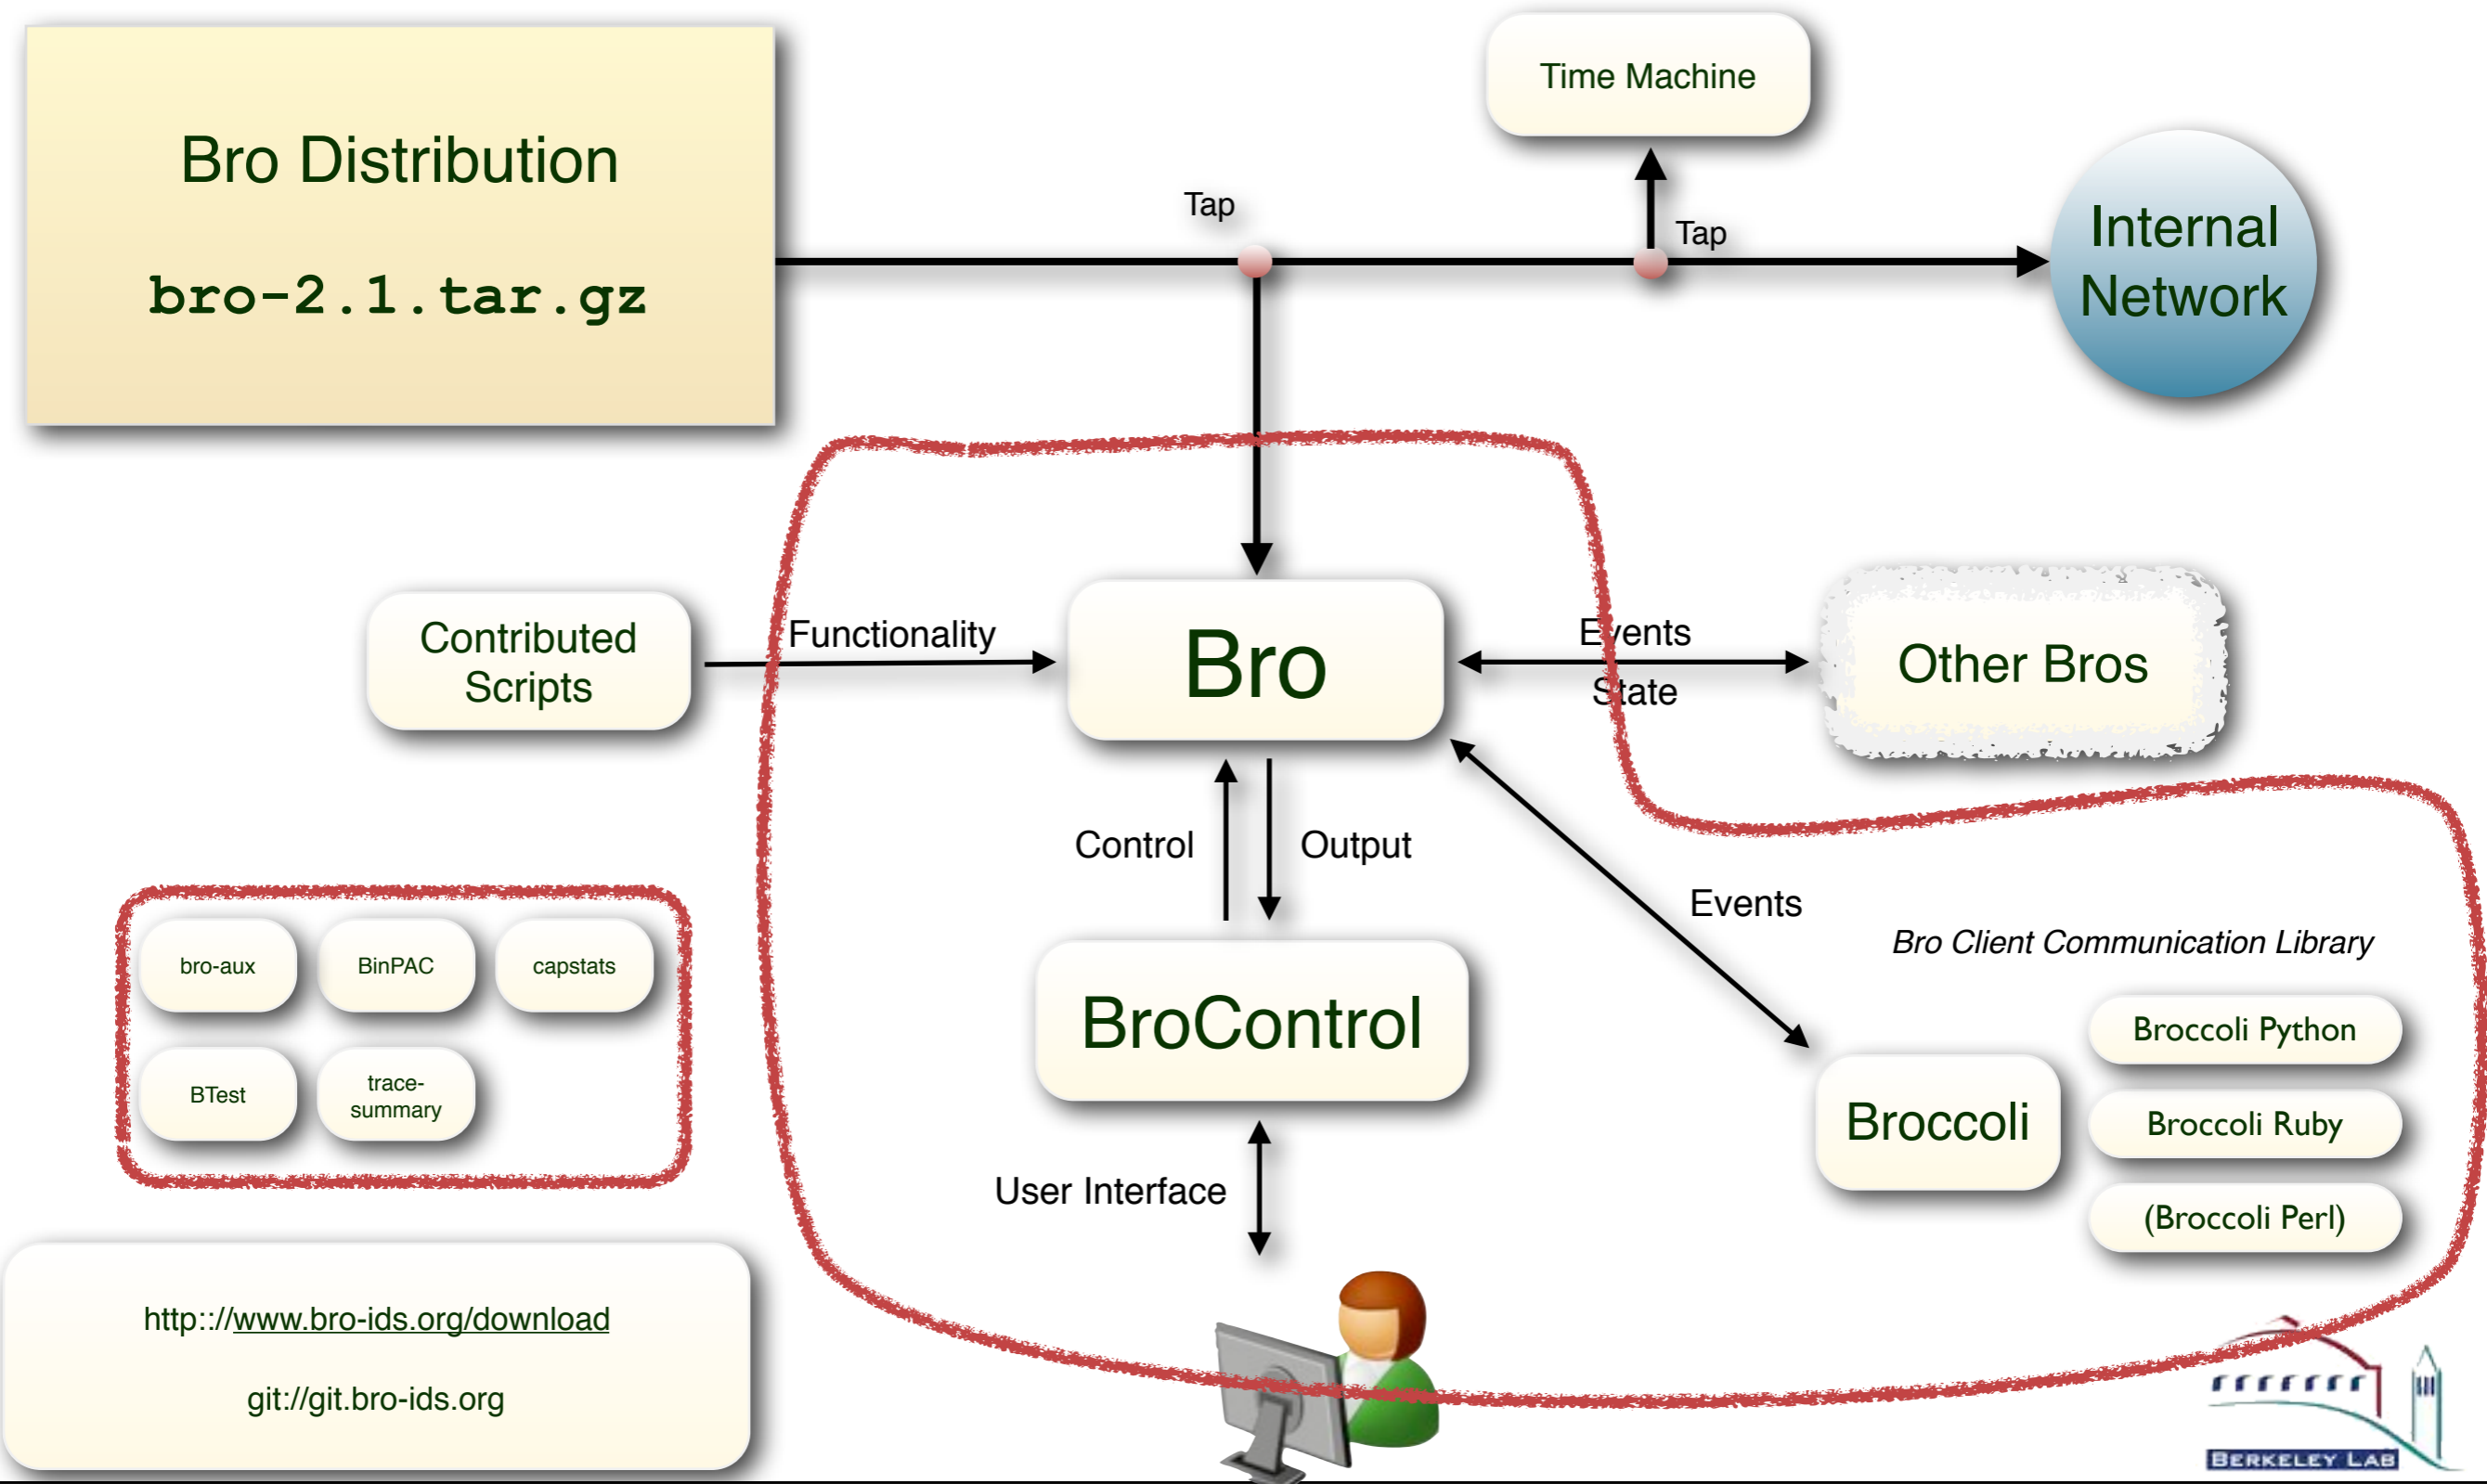 Bro Distribution
bro-2.1.tar.gz
Time Machine
Tap
Tap
Internal
Network
Contributed
Scripts
Functionality
Bro
Events
State
Other Bros
Control
Output
Events
Bro Client Communication Library
bro-aux
BinPAC
capstats
BTest
trace-
summary
BroControl
Broccoli
Broccoli Python
Broccoli Ruby
(Broccoli Perl)
User Interface
http:://www.bro-ids.org/download
git://git.bro-ids.org
BERKELEY LAB